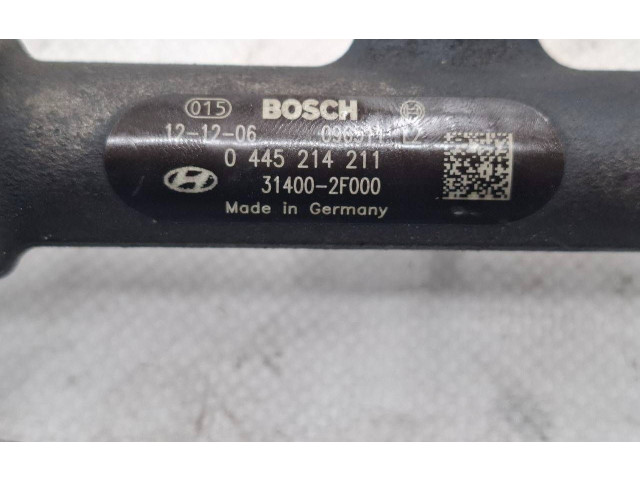 015 BOSCH
12-12-06
0 445 214 211
31400-2F000
Made in Germany